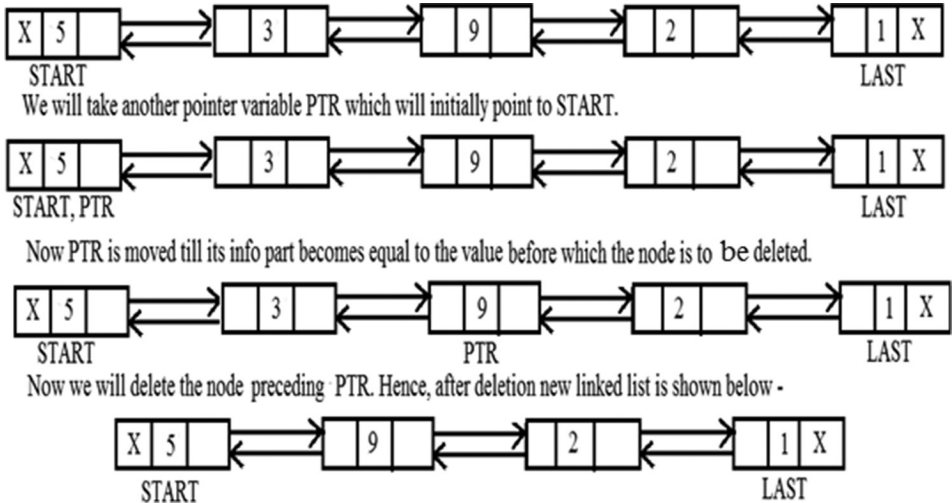 X 5 3 9 2 1 X
START LAST
We will take another pointer variable PTR which will initially point to START.
X 5 3 9 2 1 X
START, PTR LAST
Now PTR is moved till its info part becomes equal to the value before which the node is to be deleted.
X 5 3 9 2 1 X
START PTR LAST
Now we will delete the node preceding PTR. Hence, after deletion new linked list is shown below -
X 5 9 2 1 X
START LAST